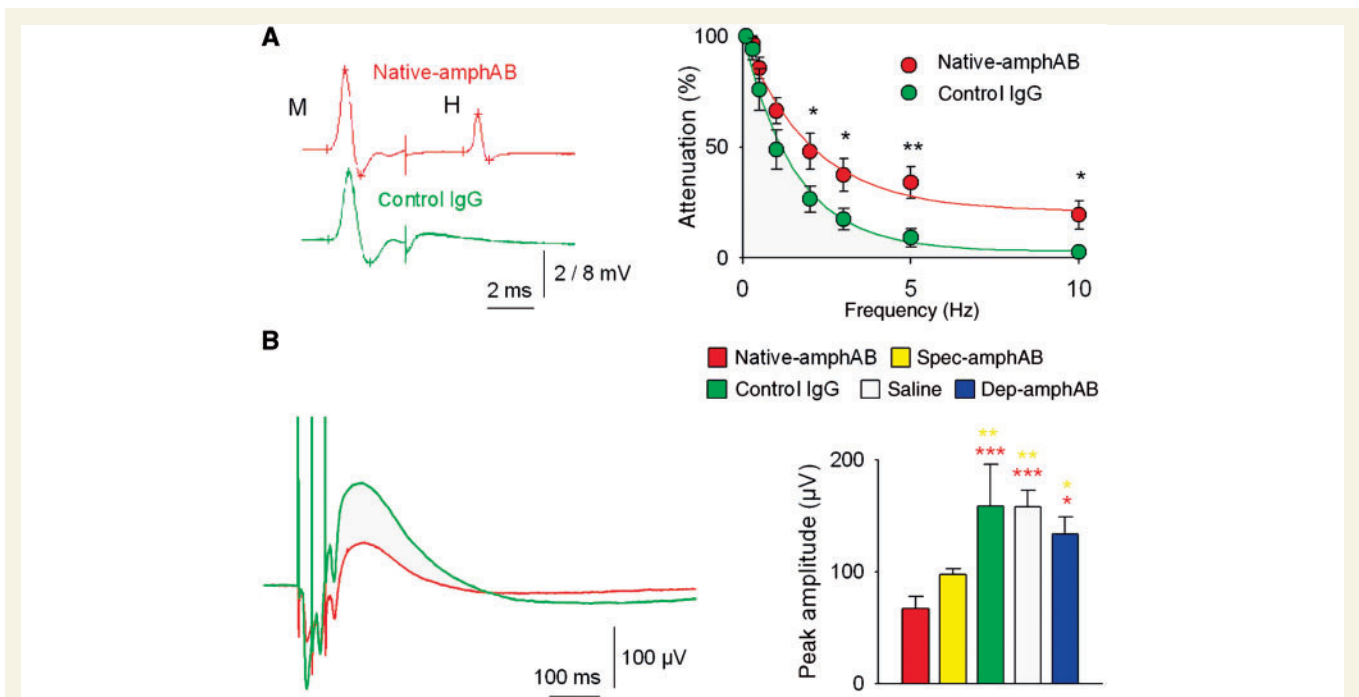 A
Native-amphAB
M
H
Control IgG
2 / 8 mV
2 ms
100
50
0
Attenuation (%)
Native-amphAB
Control IgG
*
*
**
*
0
5
10
Frequency (Hz)
B
100 µV
100 ms
Native-amphAB
Spec-amphAB
Control IgG
Saline
Dep-amphAB
**
**
***
***
*
*
200
100
0
Peak amplitude (µV)